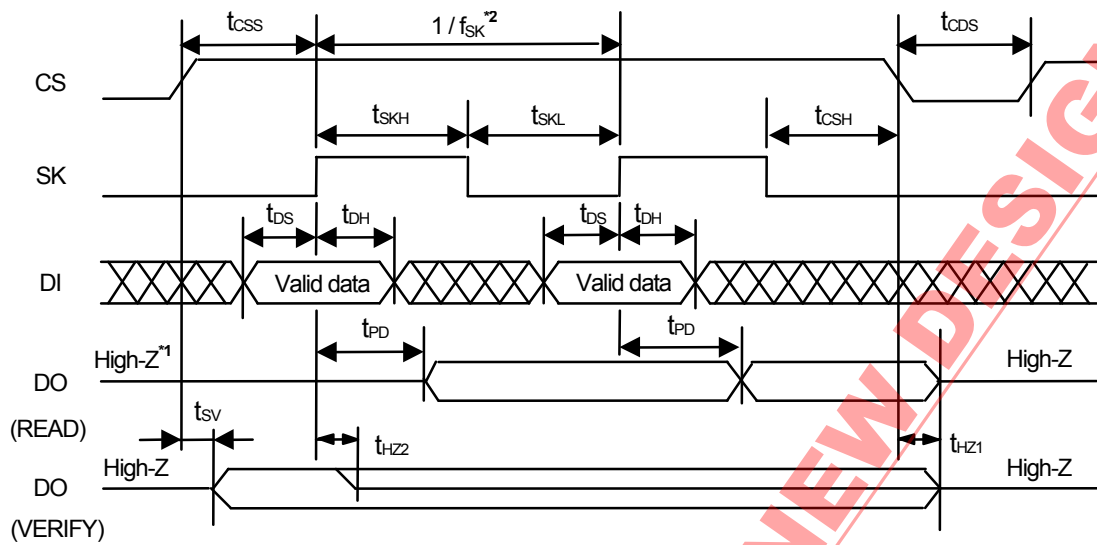 tCSS 1 / fSK*2 tCDS
CS
tSKH tSKL tCSH
SK
tDS tDH tDS tDH
DI Valid data Valid data
tPD tPD
High-Z*1 High-Z
DO
(READ)
tSV tHZ2 tHZ1
High-Z High-Z
DO
(VERIFY)
NEW DESIG